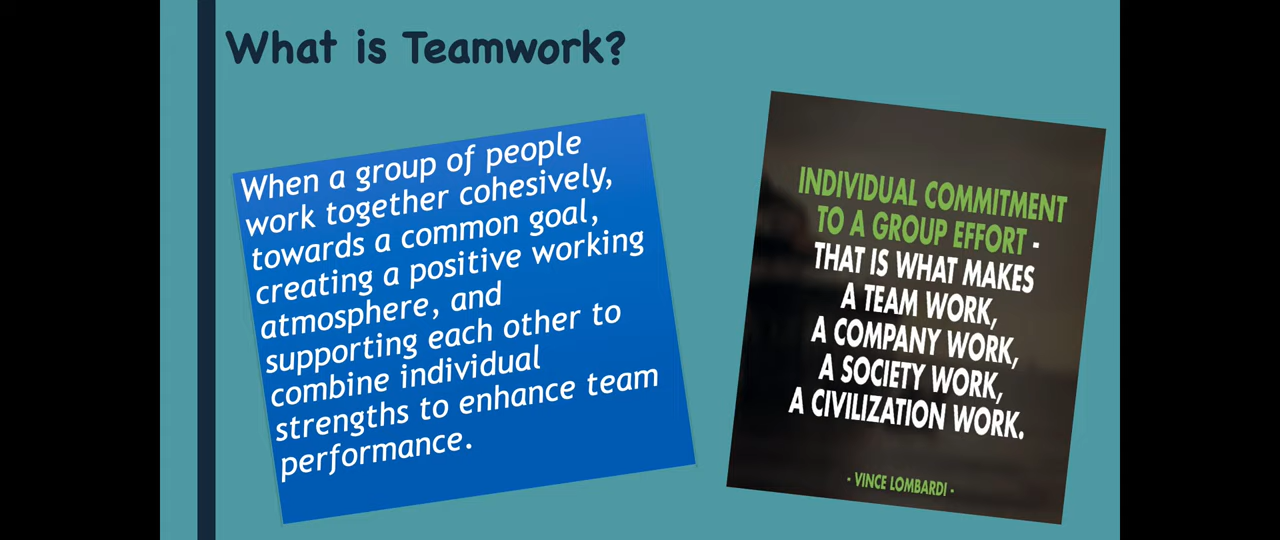 What is Teamwork?
When a group of people
work together cohesively,
towards a common goal,
creating a positive working
atmosphere, and
supporting each other to
combine individual
strengths to enhance team
performance.
INDIVIDUAL COMMITMENT
TO A GROUP EFFORT -
THAT IS WHAT MAKES
A TEAM WORK,
A COMPANY WORK,
A SOCIETY WORK,
A CIVILIZATION WORK.
- VINCE LOMBARDI -